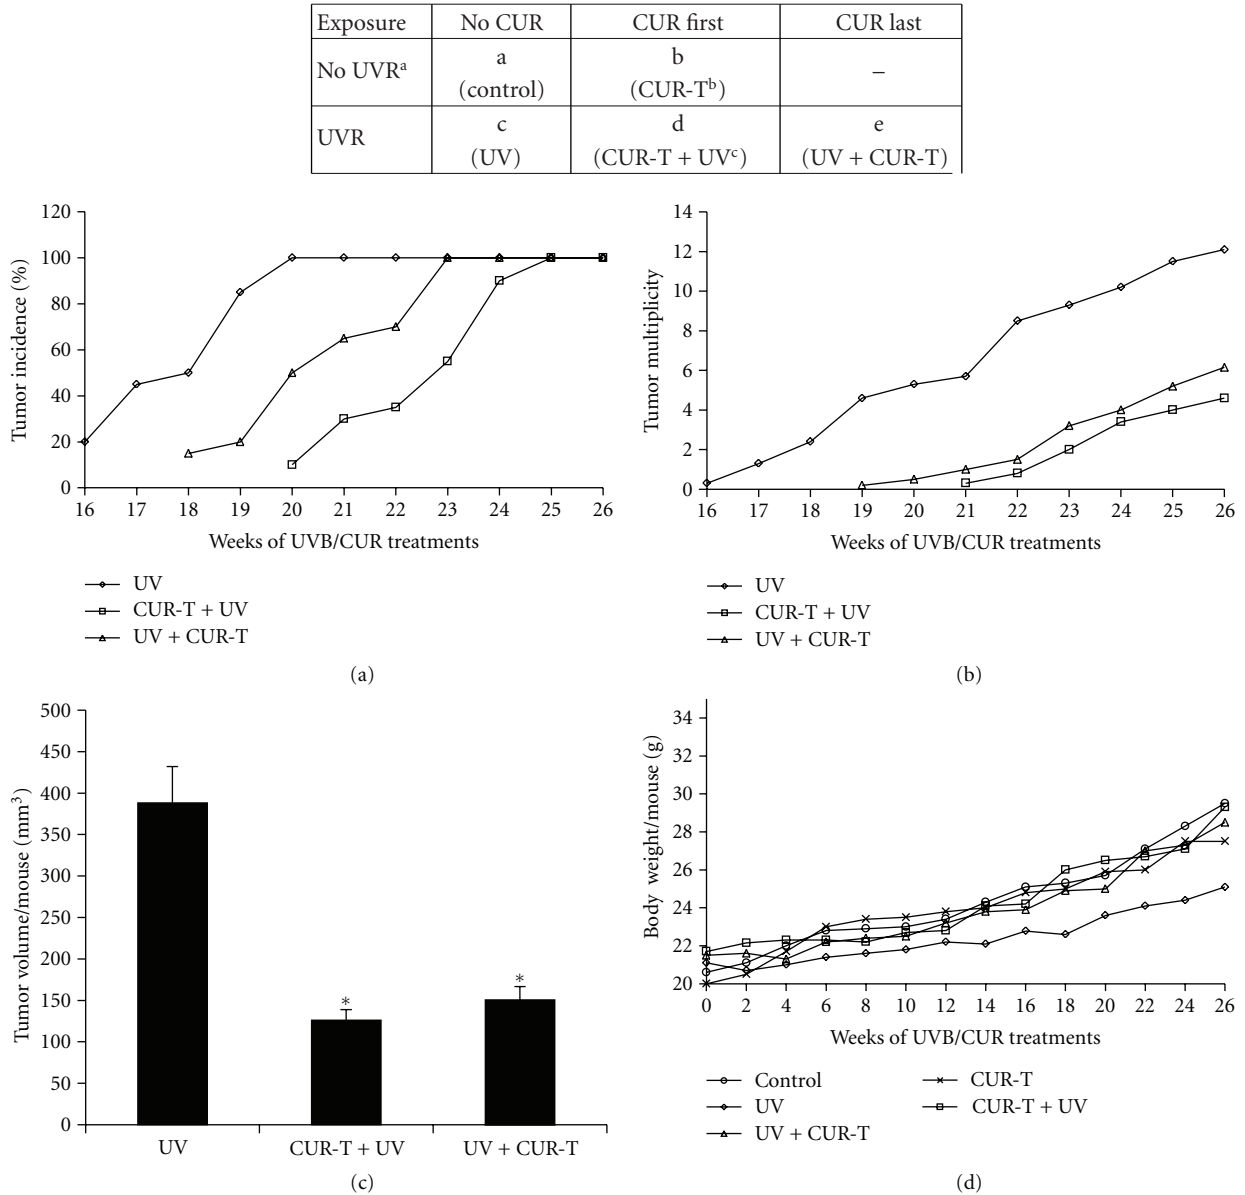 Exposure No CUR CUR first CUR last
No UVRᵃ a b –
(control) (CUR-Tᵇ)
UVR c d e
(UV) (CUR-T + UVᶜ) (UV + CUR-T)
120
100
80
60
40
20
0
Tumor incidence (%)
16 17 18 19 20 21 22 23 24 25 26
Weeks of UVB/CUR treatments
UV
CUR-T + UV
UV + CUR-T
(a)
14
12
10
8
6
4
2
0
Tumor multiplicity
16 17 18 19 20 21 22 23 24 25 26
Weeks of UVB/CUR treatments
UV
CUR-T + UV
UV + CUR-T
(b)
500
450
400
350
300
250
200
150
100
50
0
Tumor volume/mouse (mm³)
* *
UV CUR-T + UV UV + CUR-T
(c)
34
32
30
28
26
24
22
20
Body weight/mouse (g)
0 2 4 6 8 10 12 14 16 18 20 22 24 26
Weeks of UVB/CUR treatments
Control CUR-T
UV CUR-T + UV
UV + CUR-T
(d)